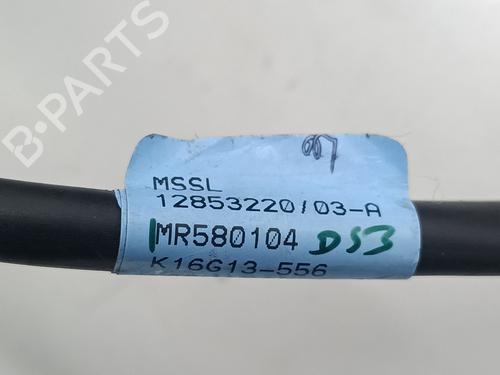 B-PARTS
MSSL
12853220/03-A
MR580104 DS3
K16G13-556